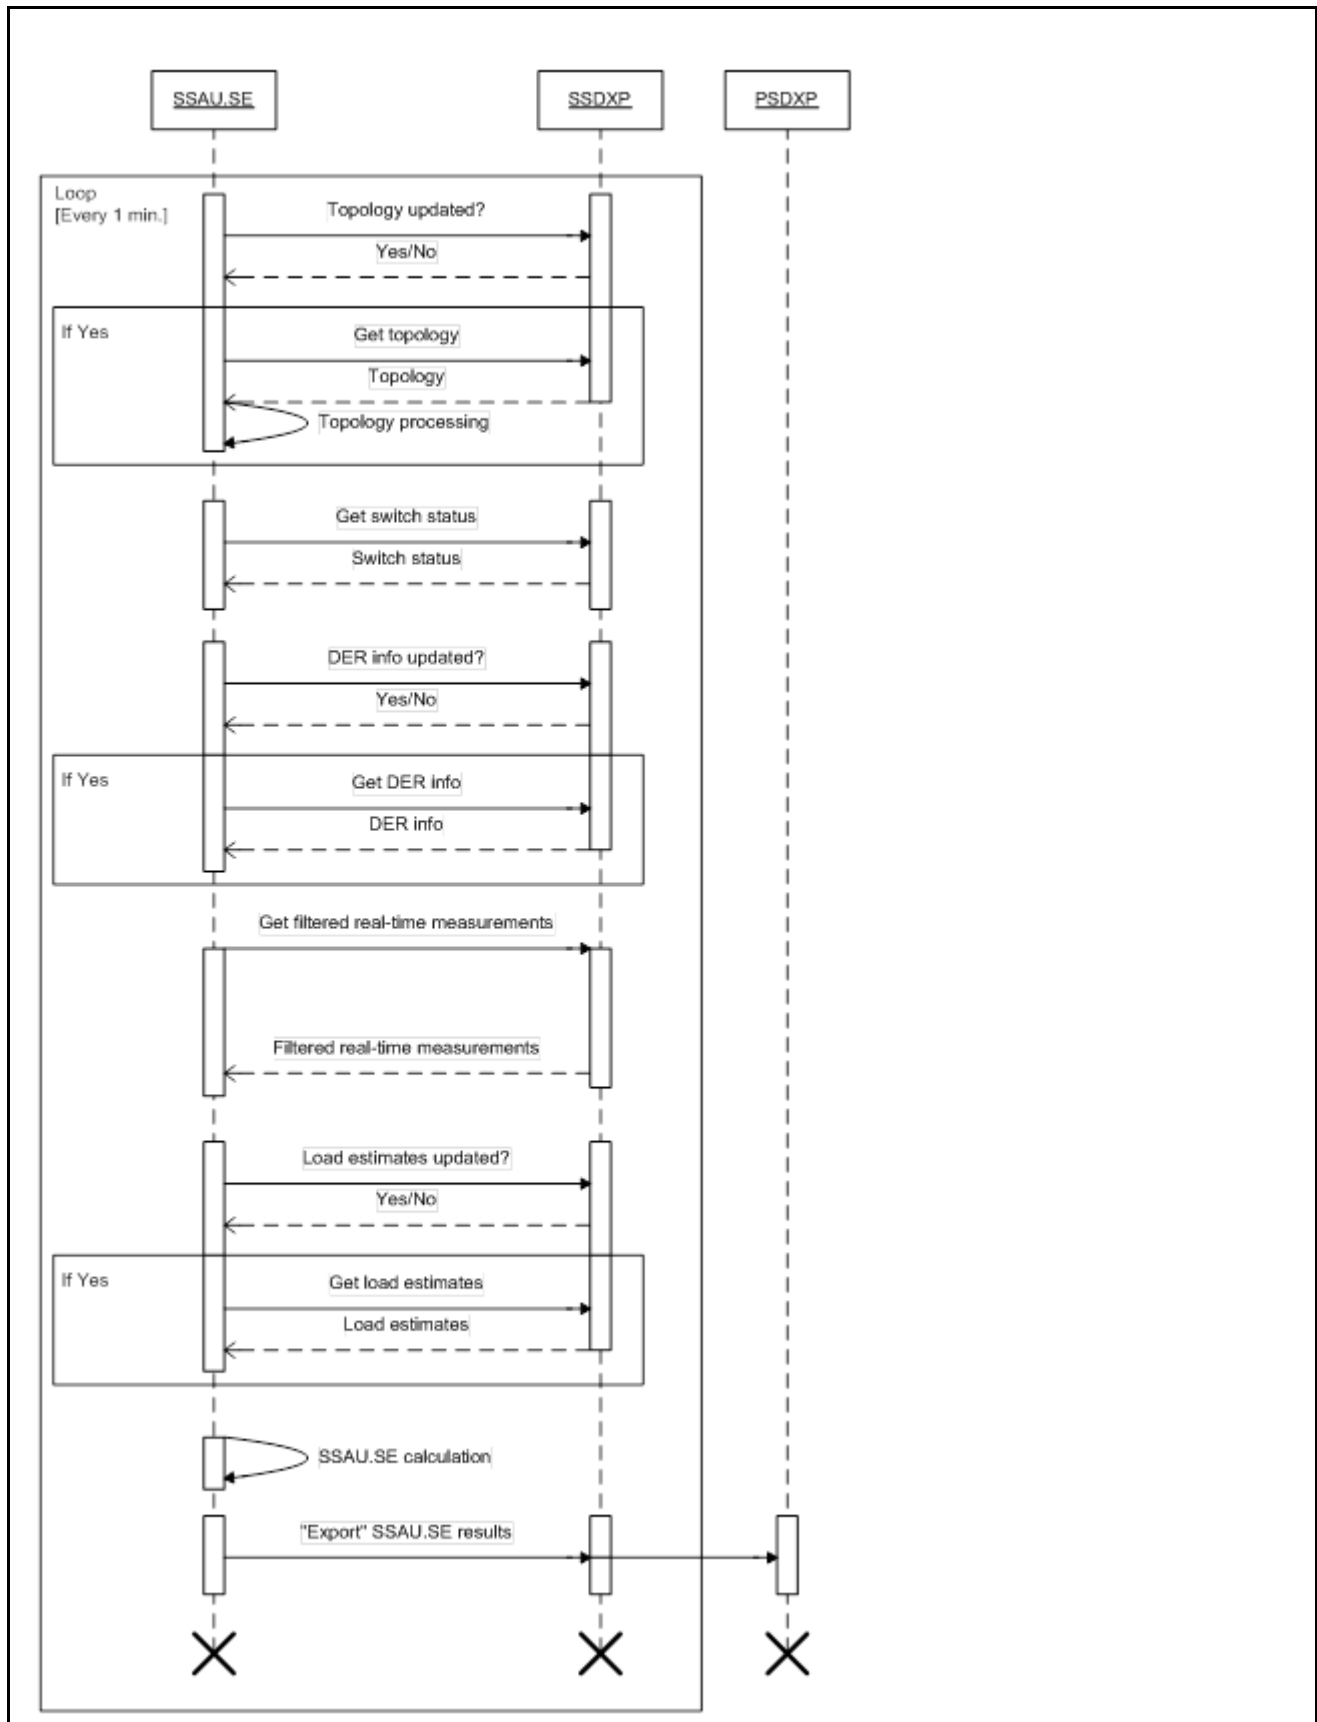 SSAU.SE
SSDXP
PSDXP
Loop
[Every 1 min.]
Topology updated?
Yes/No
If Yes
Get topology
Topology
Topology processing
Get switch status
Switch status
DER info updated?
Yes/No
If Yes
Get DER info
DER info
Get filtered real-time measurements
Filtered real-time measurements
Load estimates updated?
Yes/No
If Yes
Get load estimates
Load estimates
SSAU.SE calculation
"Export" SSAU.SE results